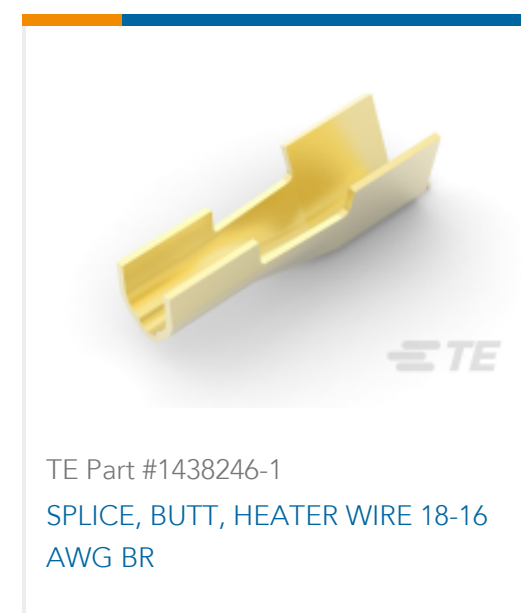 TE
TE Part #1438246-1
SPLICE, BUTT, HEATER WIRE 18-16
AWG BR